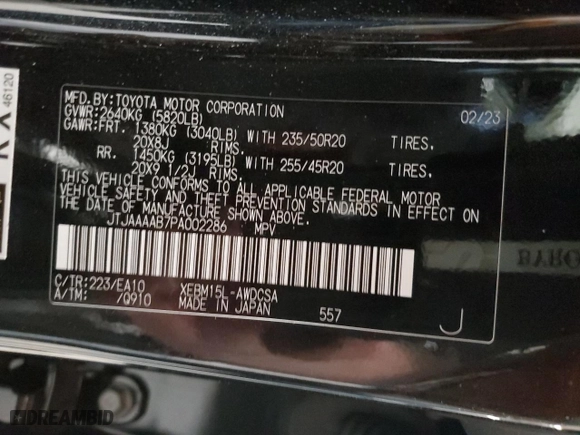 46120
MFD. BY: TOYOTA MOTOR CORPORATION 02/23
GVWR: 2640KG (5820LB)
GAWR: FRT. 1380KG (3040LB) WITH 235/50R20 TIRES.
20X8J RIMS.
RR. 1450KG (3195LB) WITH 255/45R20 TIRES.
20X9 1/2J RIMS.
THIS VEHICLE CONFORMS TO ALL APPLICABLE FEDERAL MOTOR
VEHICLE SAFETY AND THEFT PREVENTION STANDARDS IN EFFECT ON
THE DATE OF MANUFACTURE SHOWN ABOVE.
JTJAAAAB7PA002286 MPV
C/TR: 223/EA10 XEBM15L-AWDCSA
A/TM: /Q910 MADE IN JAPAN 557
J
DREAMBID